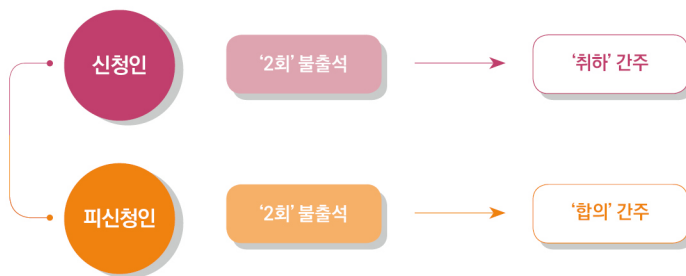 신청인
‘2회’ 불출석
‘취하’ 간주
피신청인
‘2회’ 불출석
‘합의’ 간주